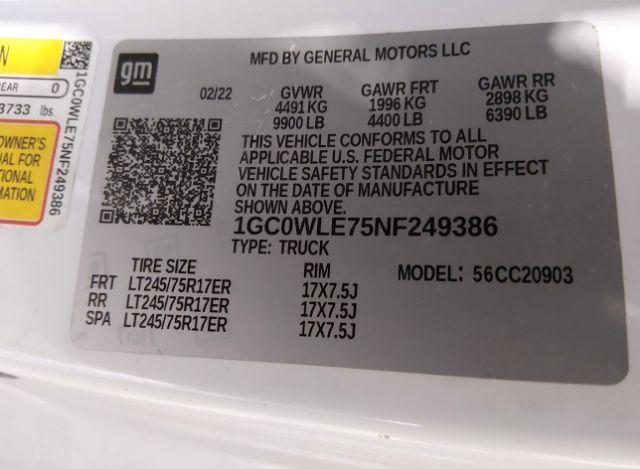 gm
MFD BY GENERAL MOTORS LLC
02/22 GVWR GAWR FRT GAWR RR
4491 KG 1996 KG 2898 KG
9900 LB 4400 LB 6390 LB
THIS VEHICLE CONFORMS TO ALL
APPLICABLE U.S. FEDERAL MOTOR
VEHICLE SAFETY STANDARDS IN EFFECT
ON THE DATE OF MANUFACTURE
SHOWN ABOVE.
1GC0WLE75NF249386
TYPE: TRUCK
TIRE SIZE RIM MODEL: 56CC20903
FRT LT245/75R17ER 17X7.5J
RR LT245/75R17ER 17X7.5J
SPA LT245/75R17ER 17X7.5J
REAR 0
3733 lbs.
OWNER'S
FOR
1GC0WLE75NF249386